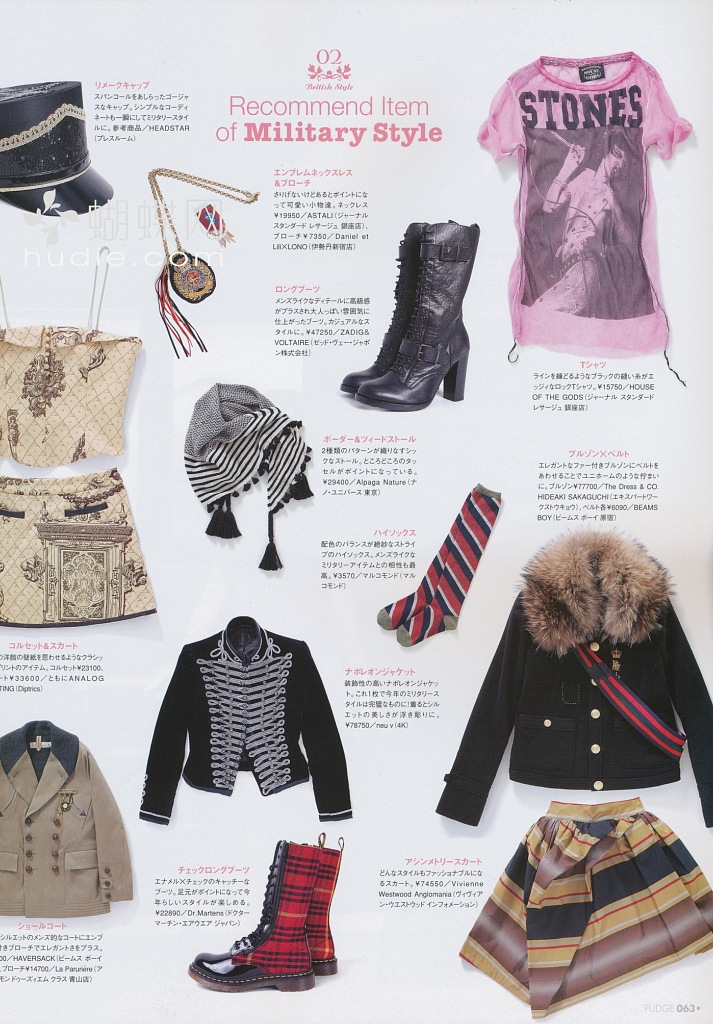 02
British Style
Recommend Item
of Military Style
リメークキャップ
スパンコールをあしらったゴージャ
スなキャップ。シンプルなコーディ
ネートも一瞬にしてミリタリースタイ
ルに。参考商品／HEADSTAR
（プレスルーム）
エンブレムネックレス
&ブローチ
さりげないけどあるとポイントにな
って可愛い小物達。ネックレス
¥19950／ASTALI（ジャーナル
スタンダード レサージュ 銀座店）、
ブローチ¥7350／Daniel et
Lili×LONO（伊勢丹新宿店）
蝴蝶网
hudie.com
STONES
ロングブーツ
メンズライクなディテールに高級感
がプラスされ大人っぽい雰囲気に
仕上がったブーツ。カジュアルなス
タイルに。¥47250／ZADIG&
VOLTAIRE（ゼッド・ヴェー・ジャポ
ン株式会社）
Tシャツ
ラインを縁どるようなブラックの縫い糸がエ
ッジィなロックTシャツ。¥15750／HOUSE
OF THE GODS（ジャーナル スタンダード
レサージュ 銀座店）
ボーダー&ツィードストール
2種類のパターンが織りなすシッ
クなストール。ところどころのタッ
セルがポイントになっている。
¥29400／Alpaga Nature（ナ
ノ・ユニバース 東京）
ブルゾン×ベルト
エレガントなファー付きブルゾンにベルトを
あわせることでユニホームのような佇まい
に。ブルゾン¥77700／The Dress & CO.
HIDEAKI SAKAGUCHI（エキスパートワー
クストウキョウ）、ベルト各¥6090／BEAMS
BOY（ビームス ボーイ 原宿）
ハイソックス
配色のバランスが絶妙なストライ
プのハイソックス。メンズライクな
ミリタリーアイテムとの相性も最
高。¥3570／マルコモンド（マル
コモンド）
コルセット&スカート
の洋館の壁紙を思わせるようなクラシッ
プリントのアイテム。コルセット¥23100、
ート¥33600／ともにANALOG
TING（Diptrics）
ナポレオンジャケット
装飾性の高いナポレオンジャケッ
ト。これ1枚で今年のミリタリース
タイルは完璧なものに！着るとシル
エットの美しさが浮き彫りに。
¥78750／neu v（4K）
チェックロングブーツ
エナメル×チェックのキャッチーな
ブーツ。足元がポイントになって今
年らしいスタイルが楽しめる。
¥22890／Dr.Martens（ドクター
マーチン・エアウエア ジャパン）
アシンメトリースカート
どんなスタイルもファッショナブルにな
るスカート。¥74550／Vivienne
Westwood Anglomania（ヴィヴィア
ン・ウエストウッド インフォメーション）
ショールコート
シルエットのメンズ的なコートにエンブ
付きブローチでエレガントさをプラス。
00／HAVERSACK（ビームス ボーイ
、ブローチ¥14700／La Parurière（ア
モンドゥーズィエム クラス 青山店）
FUDGE 063